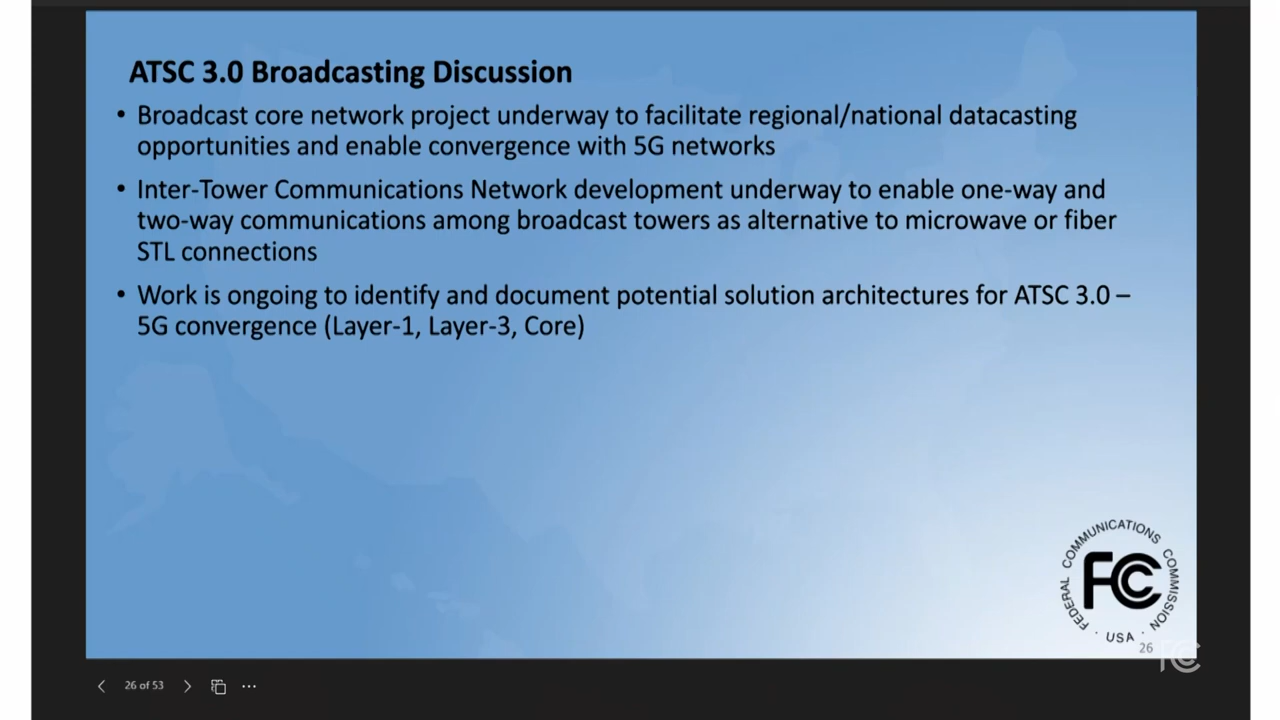 ATSC 3.0 Broadcasting Discussion
• Broadcast core network project underway to facilitate regional/national datacasting
opportunities and enable convergence with 5G networks
• Inter-Tower Communications Network development underway to enable one-way and
two-way communications among broadcast towers as alternative to microwave or fiber
STL connections
• Work is ongoing to identify and document potential solution architectures for ATSC 3.0 –
5G convergence (Layer-1, Layer-3, Core)
FEDERAL COMMUNICATIONS COMMISSION
FCC
· USA ·
26
FCC
26 of 53